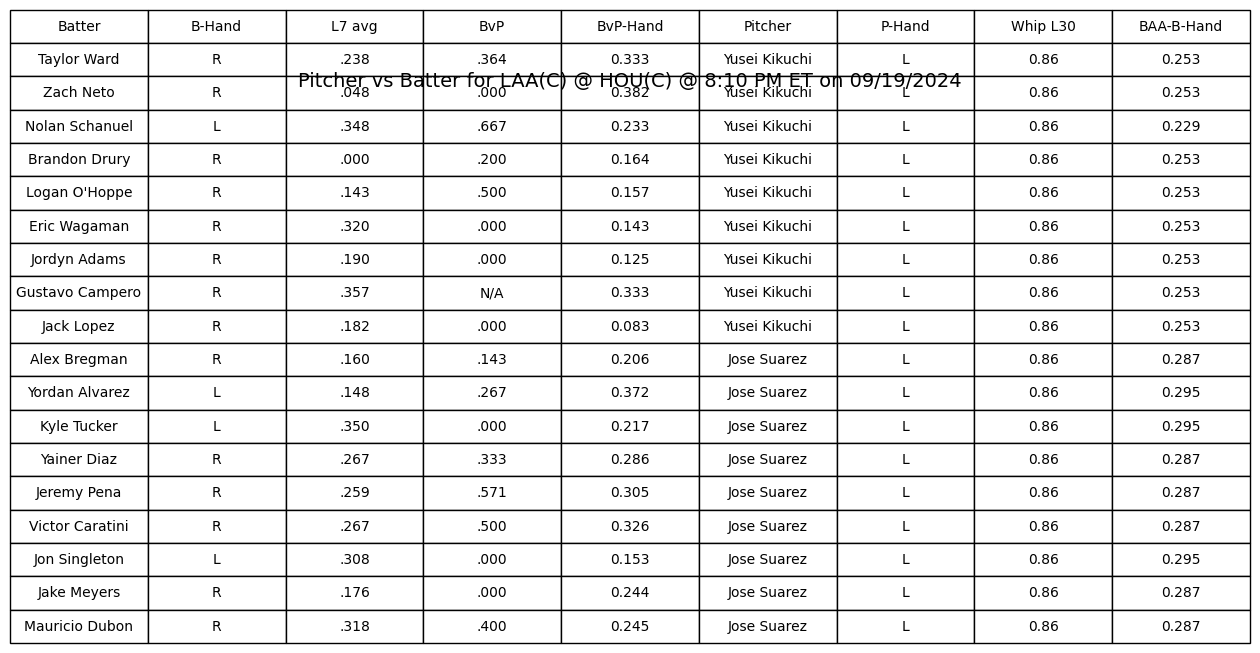 Batter B-Hand L7 avg BvP BvP-Hand Pitcher P-Hand Whip L30 BAA-B-Hand
Taylor Ward R .238 .364 0.333 Yusei Kikuchi L 0.86 0.253
Pitcher vs Batter for LAA(C) @ HOU(C) @ 8:10 PM ET on 09/19/2024
Zach Neto R .048 .000 0.382 Yusei Kikuchi L 0.86 0.253
Nolan Schanuel L .348 .667 0.233 Yusei Kikuchi L 0.86 0.229
Brandon Drury R .000 .200 0.164 Yusei Kikuchi L 0.86 0.253
Logan O'Hoppe R .143 .500 0.157 Yusei Kikuchi L 0.86 0.253
Eric Wagaman R .320 .000 0.143 Yusei Kikuchi L 0.86 0.253
Jordyn Adams R .190 .000 0.125 Yusei Kikuchi L 0.86 0.253
Gustavo Campero R .357 N/A 0.333 Yusei Kikuchi L 0.86 0.253
Jack Lopez R .182 .000 0.083 Yusei Kikuchi L 0.86 0.253
Alex Bregman R .160 .143 0.206 Jose Suarez L 0.86 0.287
Yordan Alvarez L .148 .267 0.372 Jose Suarez L 0.86 0.295
Kyle Tucker L .350 .000 0.217 Jose Suarez L 0.86 0.295
Yainer Diaz R .267 .333 0.286 Jose Suarez L 0.86 0.287
Jeremy Pena R .259 .571 0.305 Jose Suarez L 0.86 0.287
Victor Caratini R .267 .500 0.326 Jose Suarez L 0.86 0.287
Jon Singleton L .308 .000 0.153 Jose Suarez L 0.86 0.295
Jake Meyers R .176 .000 0.244 Jose Suarez L 0.86 0.287
Mauricio Dubon R .318 .400 0.245 Jose Suarez L 0.86 0.287